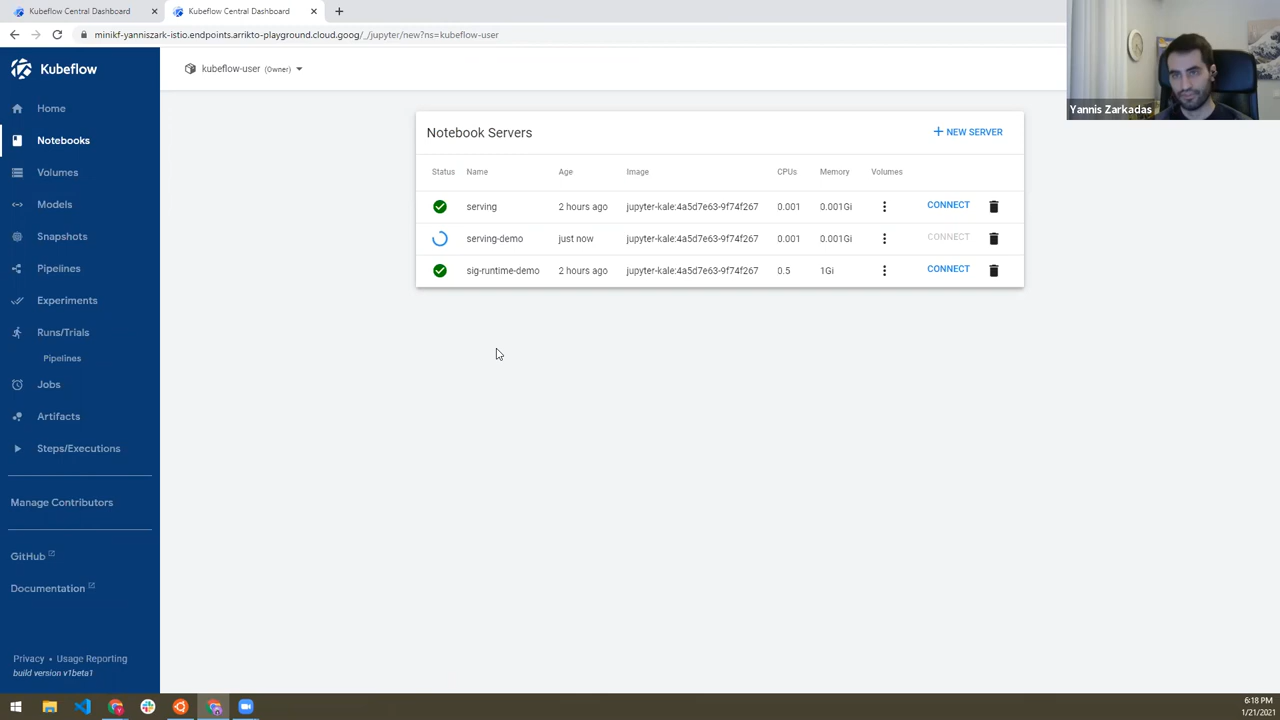 Kubeflow Central Dashboard
Kubeflow Central Dashboard
minikf-yanniszark-istio.endpoints.arrikto-playground.cloud.goog/_/jupyter/new?ns=kubeflow-user
Yannis Zarkadas
Kubeflow
kubeflow-user (Owner)
Home
Notebooks
Volumes
Models
Snapshots
Pipelines
Experiments
Runs/Trials
Pipelines
Jobs
Artifacts
Steps/Executions
Manage Contributors
GitHub
Documentation
Privacy • Usage Reporting
build version v1beta1
Notebook Servers
+ NEW SERVER
Status Name Age Image CPUs Memory Volumes
serving 2 hours ago jupyter-kale:4a5d7e63-9f74f267 0.001 0.001Gi CONNECT
serving-demo just now jupyter-kale:4a5d7e63-9f74f267 0.001 0.001Gi CONNECT
sig-runtime-demo 2 hours ago jupyter-kale:4a5d7e63-9f74f267 0.5 1Gi CONNECT
6:18 PM
1/21/2021